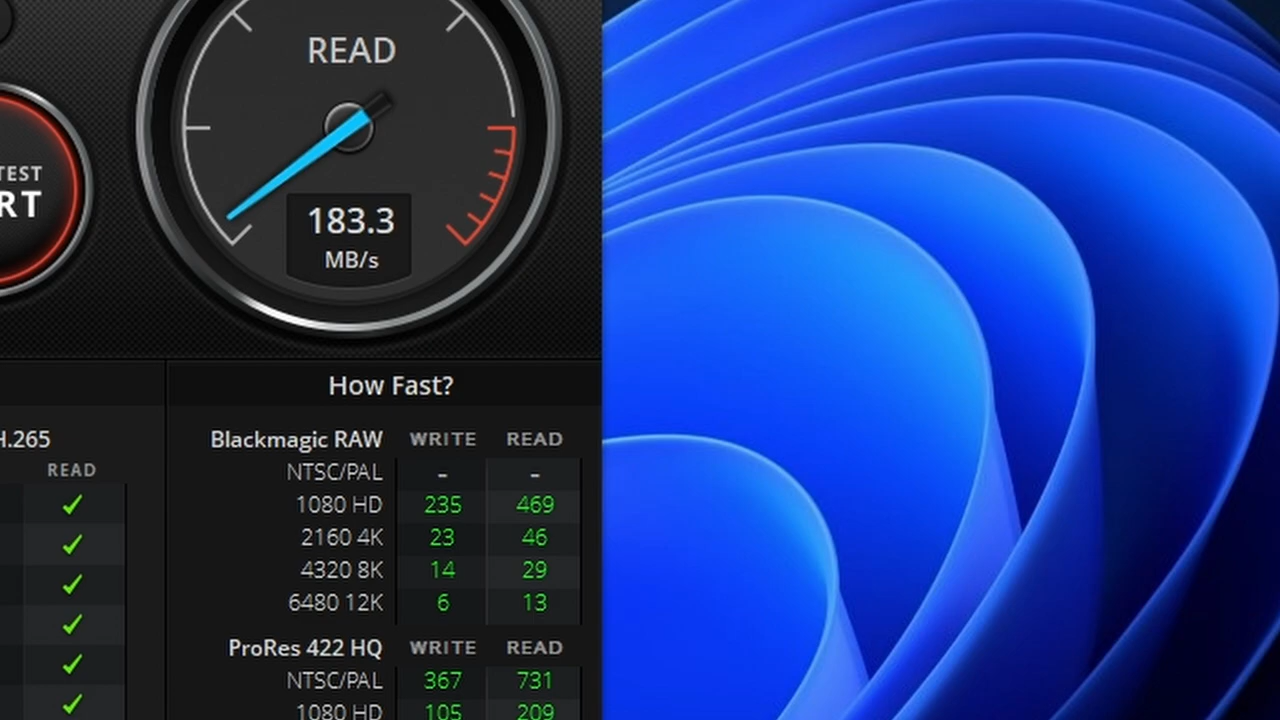 READ
TEST
RT
183.3
MB/s
How Fast?
H.265
READ
Blackmagic RAW WRITE READ
NTSC/PAL - -
1080 HD 235 469
2160 4K 23 46
4320 8K 14 29
6480 12K 6 13
ProRes 422 HQ WRITE READ
NTSC/PAL 367 731
1080 HD 105 209